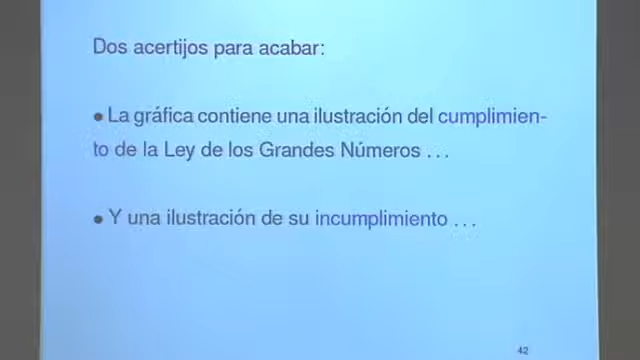 Dos acertijos para acabar:
● La gráfica contiene una ilustración del cumplimien-
to de la Ley de los Grandes Números ...
● Y una ilustración de su incumplimiento ...
42